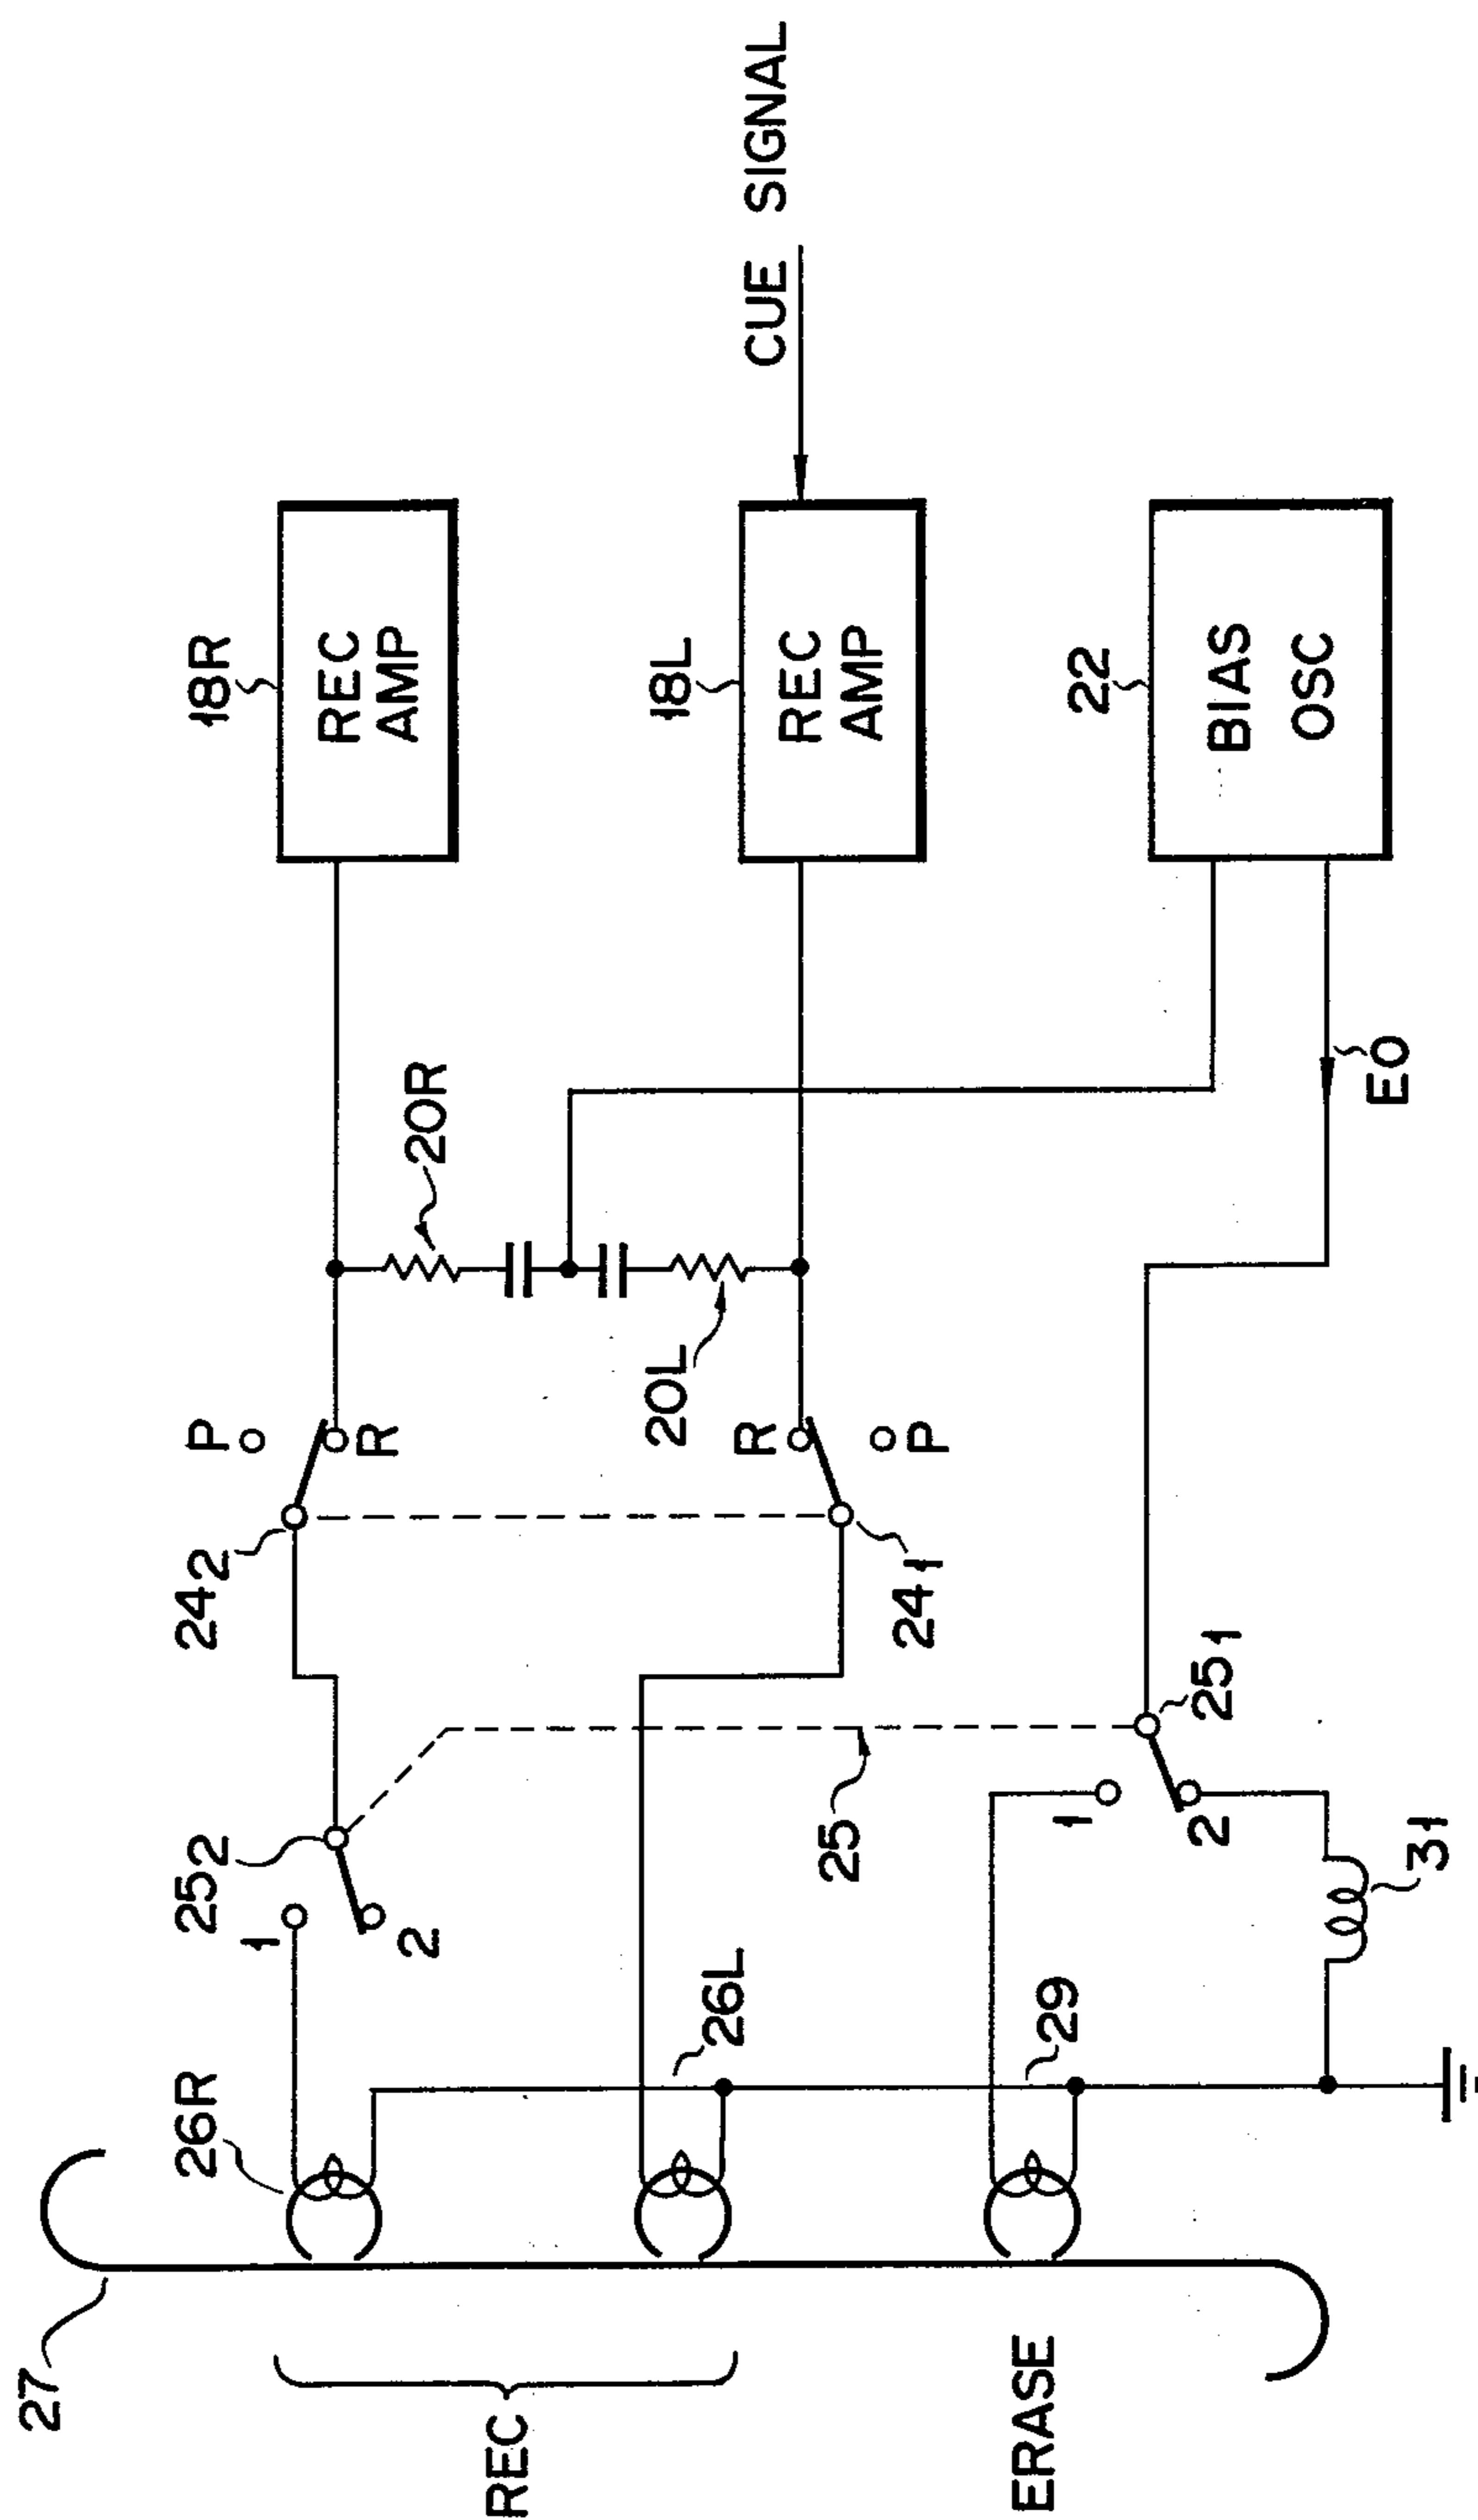 27
REC
ERASE
26R
26L
29
31
1
252
2
25
1
2
251
242
241
P
R
R
P
20L
20R
EO
18R
REC
AMP
18L
REC
AMP
22
BIAS
OSC
CUE SIGNAL